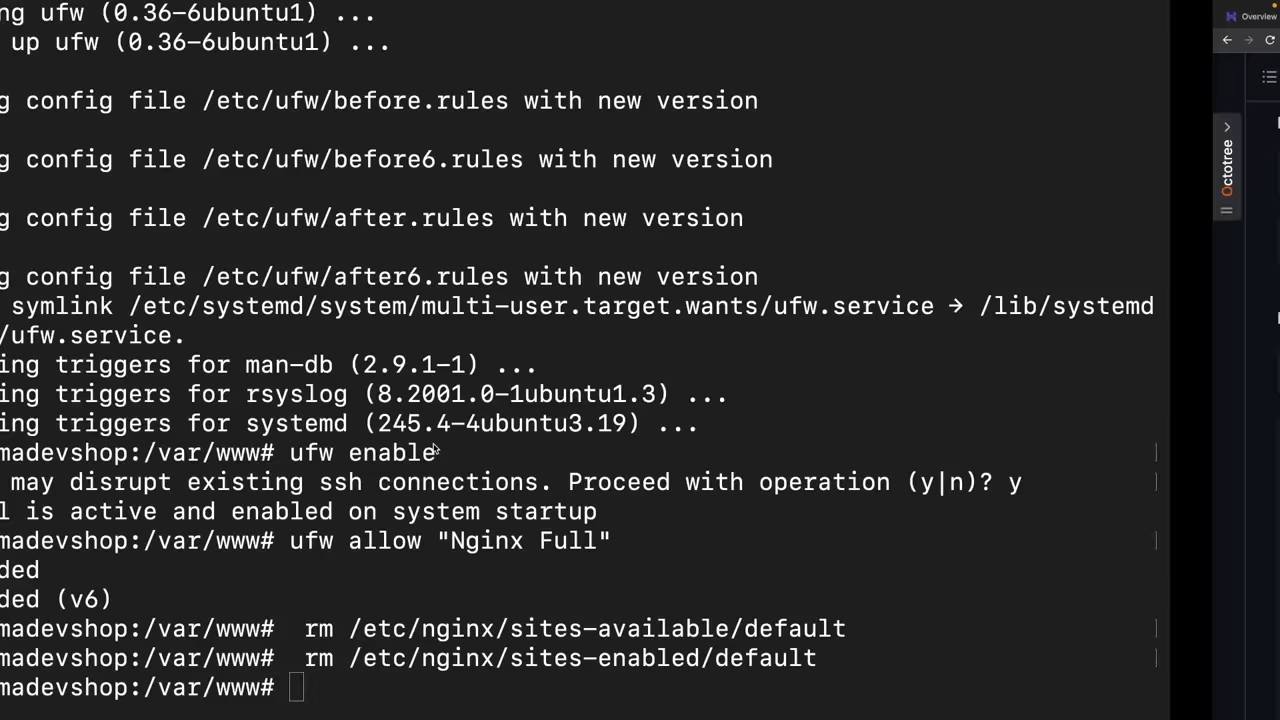 ng ufw (0.36-6ubuntu1) ...
up ufw (0.36-6ubuntu1) ...
g config file /etc/ufw/before.rules with new version
g config file /etc/ufw/before6.rules with new version
g config file /etc/ufw/after.rules with new version
g config file /etc/ufw/after6.rules with new version
symlink /etc/systemd/system/multi-user.target.wants/ufw.service → /lib/systemd
/ufw.service.
ing triggers for man-db (2.9.1-1) ...
ing triggers for rsyslog (8.2001.0-1ubuntu1.3) ...
ing triggers for systemd (245.4-4ubuntu3.19) ...
madevshop:/var/www# ufw enable
may disrupt existing ssh connections. Proceed with operation (y|n)? y
l is active and enabled on system startup
madevshop:/var/www# ufw allow "Nginx Full"
ded
ded (v6)
madevshop:/var/www#  rm /etc/nginx/sites-available/default
madevshop:/var/www#  rm /etc/nginx/sites-enabled/default
madevshop:/var/www#
Overview
Octotree